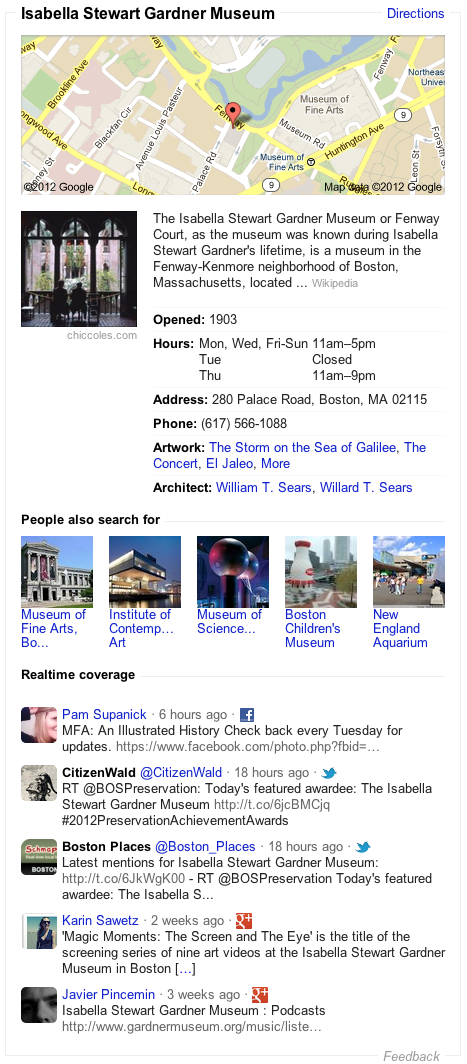 Isabella Stewart Gardner Museum
Directions
Way
Brookline Ave
Longwood Ave
Blackfan Cir
Avenue Louis Pasteur
Palace Rd
Fenway
Museum of
Fine Arts
Museum Rd
Museum of
Fine Arts
Huntington Ave
Fenway
Northeast
Univer
9
9
Leon St
Forsyth St
Long
©2012 Google
Map data ©2012 Google
The Isabella Stewart Gardner Museum or Fenway
Court, as the museum was known during Isabella
Stewart Gardner's lifetime, is a museum in the
Fenway-Kenmore neighborhood of Boston,
Massachusetts, located ... Wikipedia
chiccoles.com
Opened: 1903
Hours: Mon, Wed, Fri-Sun 11am–5pm
Tue Closed
Thu 11am–9pm
Address: 280 Palace Road, Boston, MA 02115
Phone: (617) 566-1088
Artwork: The Storm on the Sea of Galilee, The
Concert, El Jaleo, More
Architect: William T. Sears, Willard T. Sears
People also search for
Museum of
Fine Arts,
Bo...
Institute of
Contemp...
Art
Museum of
Science...
Boston
Children's
Museum
New
England
Aquarium
Realtime coverage
Pam Supanick · 6 hours ago ·
MFA: An Illustrated History Check back every Tuesday for
updates. https://www.facebook.com/photo.php?fbid=…
CitizenWald @CitizenWald · 18 hours ago ·
RT @BOSPreservation: Today's featured awardee: The Isabella
Stewart Gardner Museum http://t.co/6jcBMCjq
#2012PreservationAchievementAwards
Boston Places @Boston_Places · 18 hours ago ·
Latest mentions for Isabella Stewart Gardner Museum:
http://t.co/6JkWgK00 - RT @BOSPreservation Today's featured
awardee: The Isabella S...
Karin Sawetz · 2 weeks ago ·
'Magic Moments: The Screen and The Eye' is the title of the
screening series of nine art videos at the Isabella Stewart Gardner
Museum in Boston […]
Javier Pincemin · 3 weeks ago ·
Isabella Stewart Gardner Museum : Podcasts
http://www.gardnermuseum.org/music/liste…
Feedback